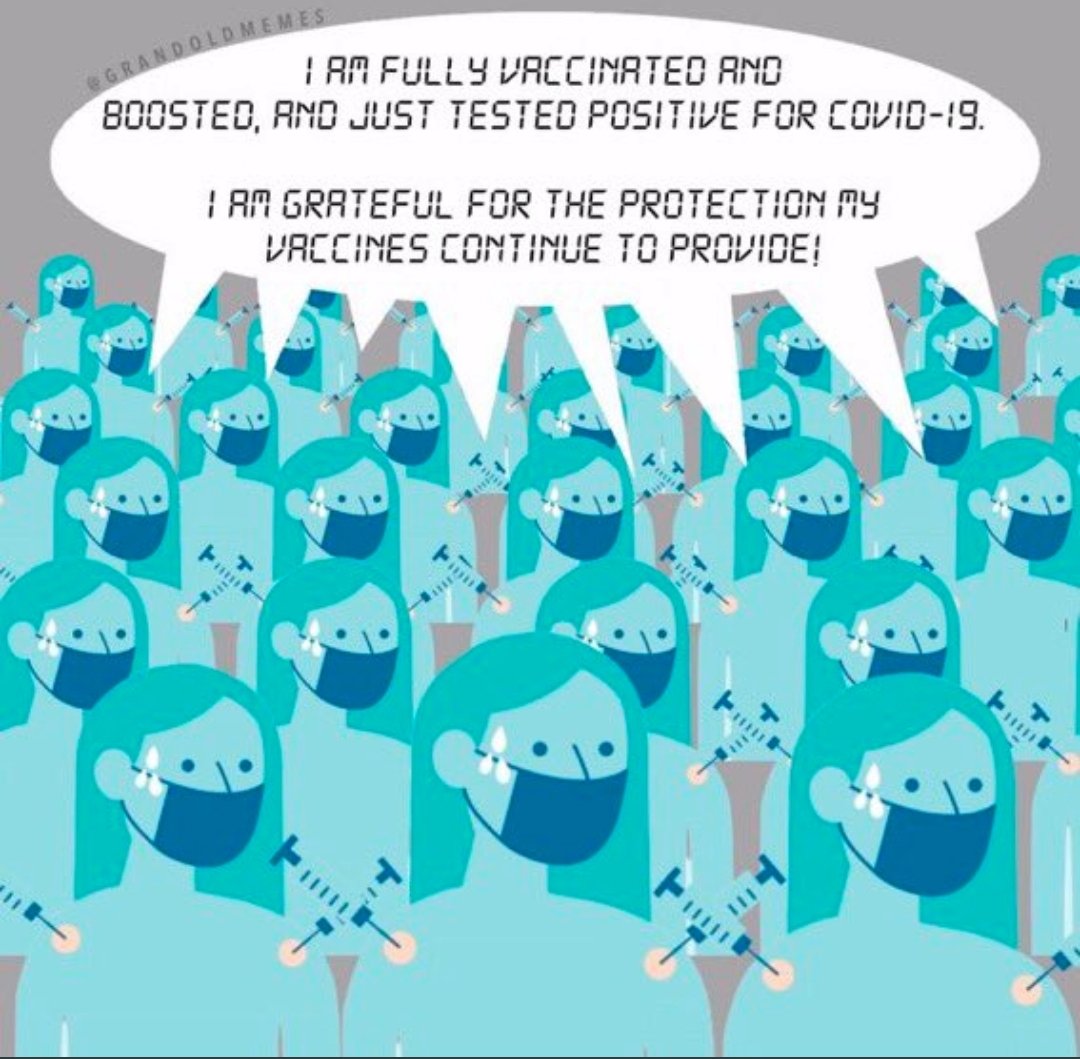 @GRANDOLDMEMES
I AM FULLY VACCINATED AND
BOOSTED, AND JUST TESTED POSITIVE FOR COVID-19.
I AM GRATEFUL FOR THE PROTECTION MY
VACCINES CONTINUE TO PROVIDE!